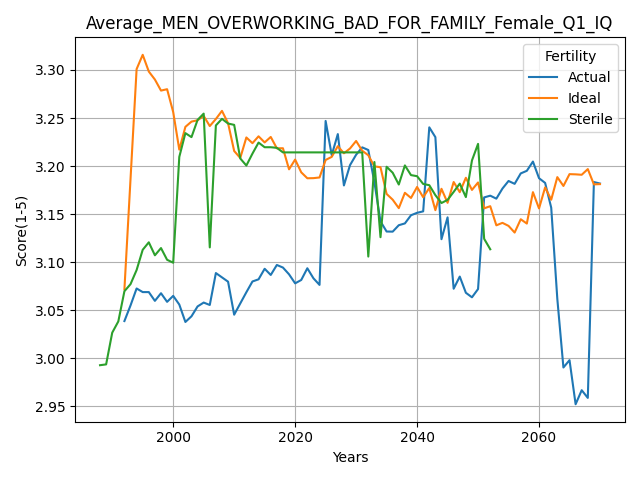 Average_MEN_OVERWORKING_BAD_FOR_FAMILY_Female_Q1_IQ
Fertility
Actual
Ideal
Sterile
Score(1-5)
3.30
3.25
3.20
3.15
3.10
3.05
3.00
2.95
2000 2020 2040 2060
Years